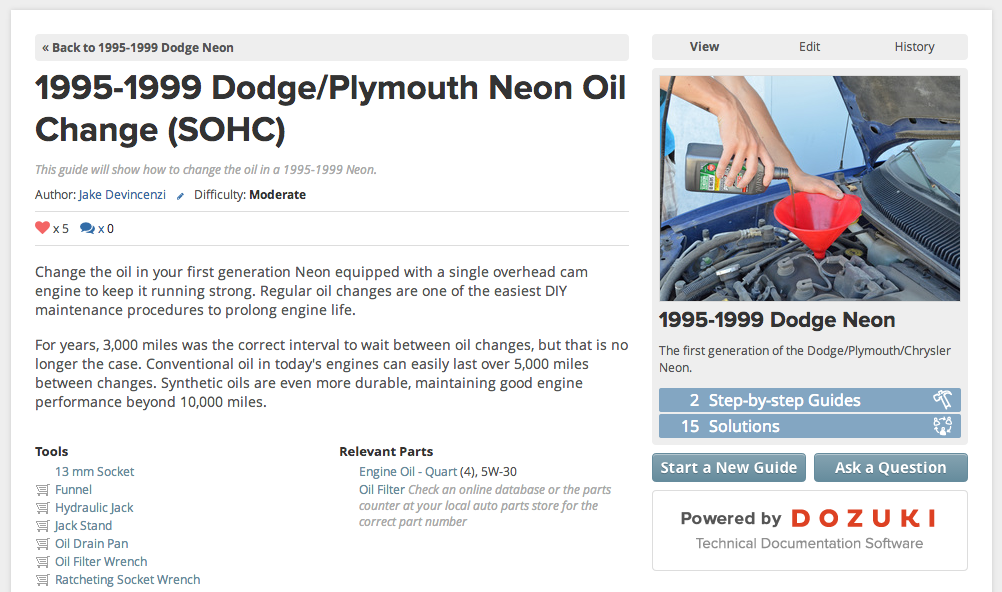 « Back to 1995-1999 Dodge Neon
1995-1999 Dodge/Plymouth Neon Oil
Change (SOHC)
This guide will show how to change the oil in a 1995-1999 Neon.
Author: Jake Devincenzi Difficulty: Moderate
x 5 x 0
Change the oil in your first generation Neon equipped with a single overhead cam
engine to keep it running strong. Regular oil changes are one of the easiest DIY
maintenance procedures to prolong engine life.
For years, 3,000 miles was the correct interval to wait between oil changes, but that is no
longer the case. Conventional oil in today's engines can easily last over 5,000 miles
between changes. Synthetic oils are even more durable, maintaining good engine
performance beyond 10,000 miles.
Tools
13 mm Socket
Funnel
Hydraulic Jack
Jack Stand
Oil Drain Pan
Oil Filter Wrench
Ratcheting Socket Wrench
Relevant Parts
Engine Oil - Quart (4), 5W-30
Oil Filter Check an online database or the parts
counter at your local auto parts store for the
correct part number
View Edit History
1995-1999 Dodge Neon
The first generation of the Dodge/Plymouth/Chrysler
Neon.
2 Step-by-step Guides
15 Solutions
Start a New Guide Ask a Question
Powered by DOZUKI
Technical Documentation Software